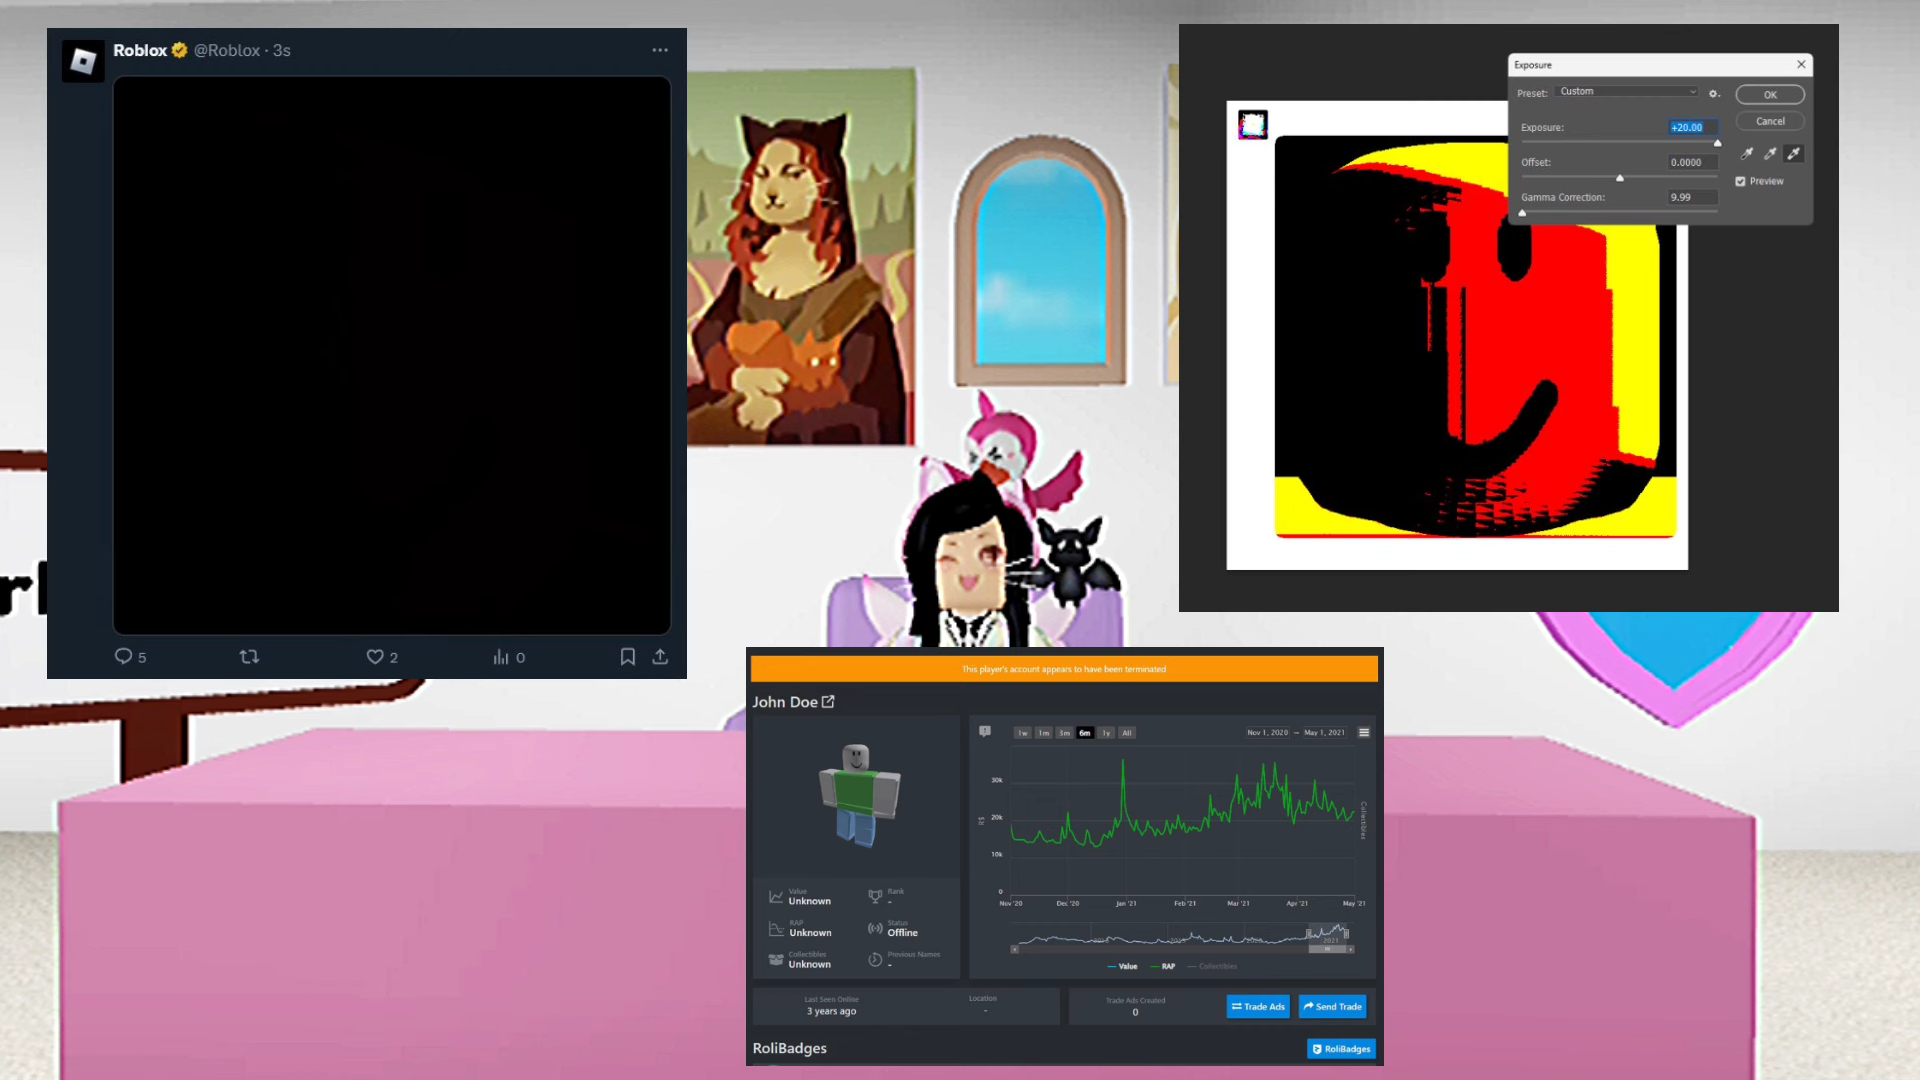 Roblox @Roblox · 3s
5
2
0
Exposure
Preset: Custom
OK
Exposure: +20.00
Cancel
Offset: 0.0000
Preview
Gamma Correction: 9.99
This player's account appears to have been terminated
John Doe
1w 1m 3m 6m 1y All
Nov 1, 2020 → May 1, 2021
30k
20k
10k
0
R$
Collectibles
Nov '20 Dec '20 Jan '21 Feb '21 Mar '21 Apr '21 May '21
2021
Value RAP Collectibles
Value
Unknown
Rank
-
RAP
Unknown
Status
Offline
Collectibles
Unknown
Previous Names
-
Last Seen Online
3 years ago
Location
-
Trade Ads Created
0
Trade Ads
Send Trade
RoliBadges
RoliBadges